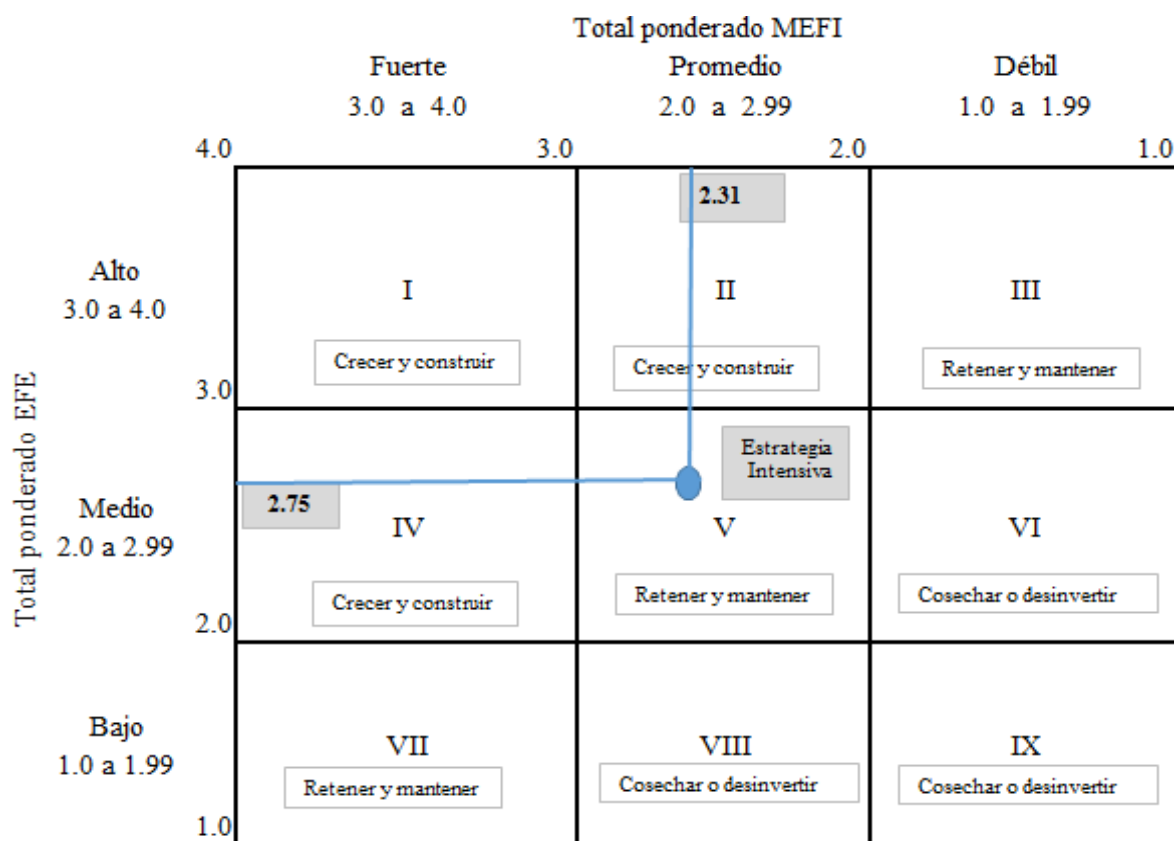 Total ponderado MEFI
Fuerte Promedio Débil
3.0 a 4.0 2.0 a 2.99 1.0 a 1.99
4.0 3.0 2.0 1.0
2.31
Alto
3.0 a 4.0
I II III
Crecer y construir Crecer y construir Retener y mantener
3.0
Total ponderado EFE
Estrategia
Intensiva
2.75
Medio
2.0 a 2.99
IV V VI
Crecer y construir Retener y mantener Cosechar o desinvertir
2.0
Bajo
1.0 a 1.99
VII VIII IX
Retener y mantener Cosechar o desinvertir Cosechar o desinvertir
1.0